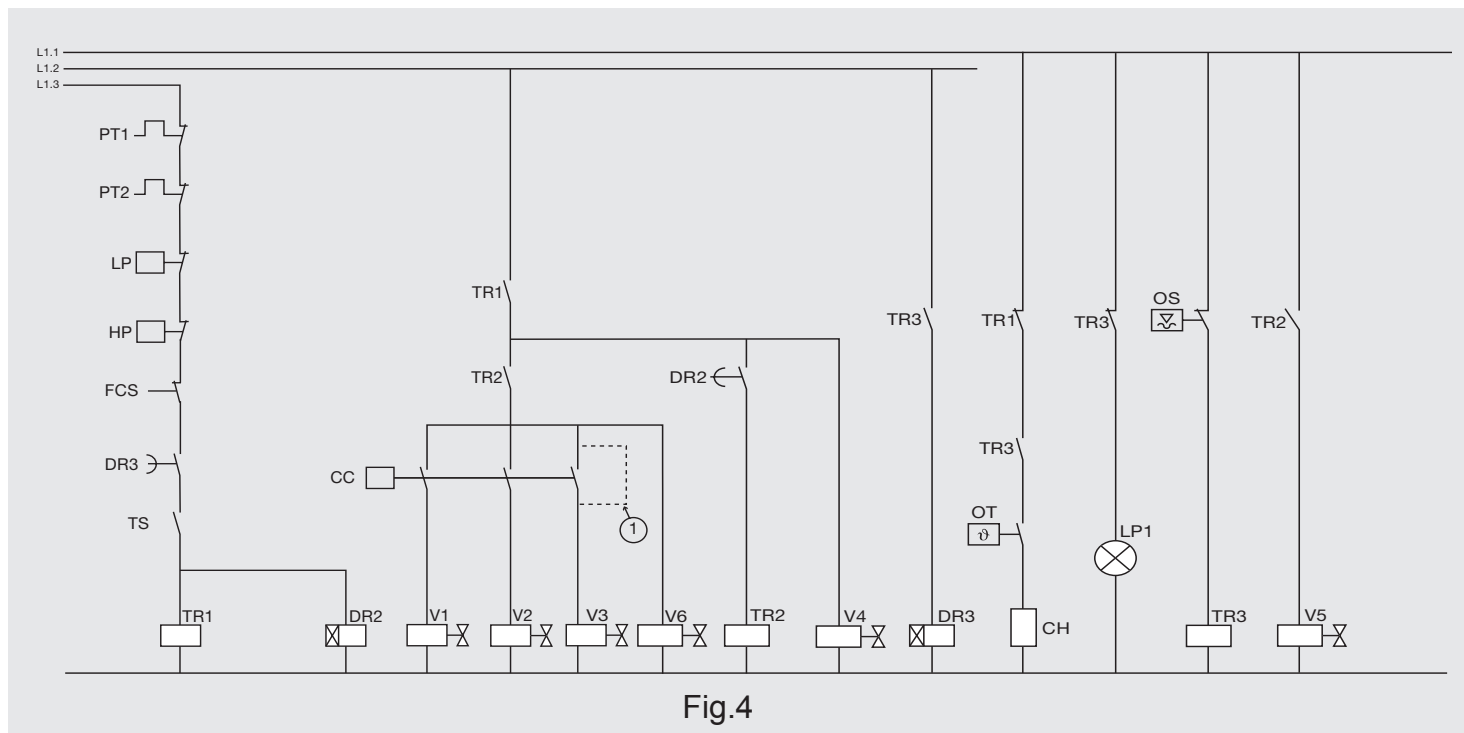 L1.1
L1.2
L1.3
PT1
PT2
LP
HP
FCS
DR3
TS
TR1
DR2
TR1
TR2
DR2
CC
1
V1
V2
V3
V6
TR2
V4
TR3
DR3
TR1
TR3
OT
ϑ
CH
TR3
LP1
OS
TR3
TR2
V5
Fig.4